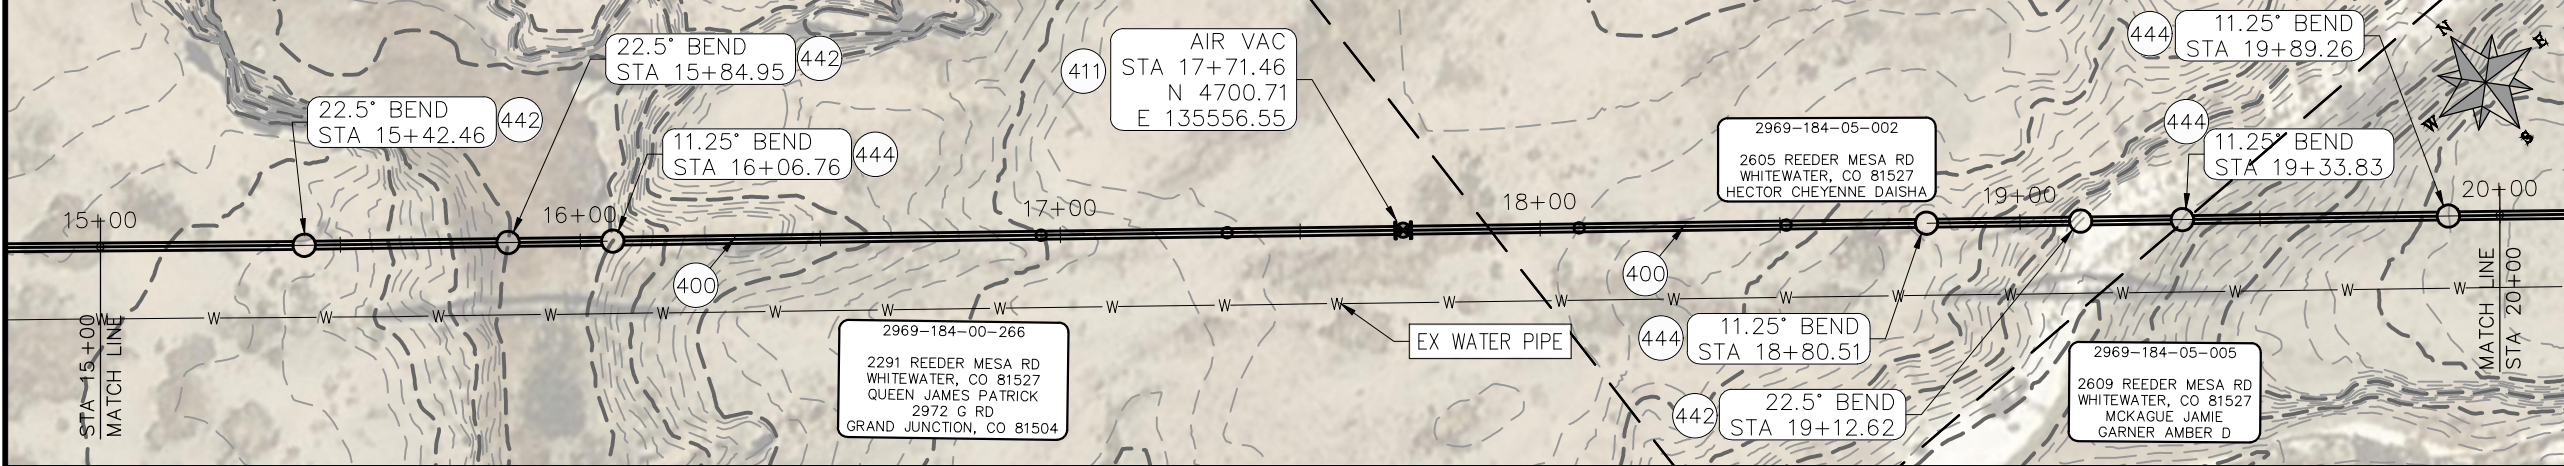 22.5° BEND
STA 15+42.46
442
22.5° BEND
STA 15+84.95
442
11.25° BEND
STA 16+06.76
444
411
AIR VAC
STA 17+71.46
N 4700.71
E 135556.55
2969-184-05-002
2605 REEDER MESA RD
WHITEWATER, CO 81527
HECTOR CHEYENNE DAISHA
444
11.25° BEND
STA 19+89.26
444
11.25° BEND
STA 19+33.83
N
E
W
S
15+00
16+00
17+00
18+00
19+00
20+00
400
400
W W W W W W W W W W W W W W W W W W W W W W
STA 15+00
MATCH LINE
2969-184-00-266
2291 REEDER MESA RD
WHITEWATER, CO 81527
QUEEN JAMES PATRICK
2972 G RD
GRAND JUNCTION, CO 81504
EX WATER PIPE
444
11.25° BEND
STA 18+80.51
442
22.5° BEND
STA 19+12.62
2969-184-05-005
2609 REEDER MESA RD
WHITEWATER, CO 81527
MCKAGUE JAMIE
GARNER AMBER D
MATCH LINE
STA 20+00